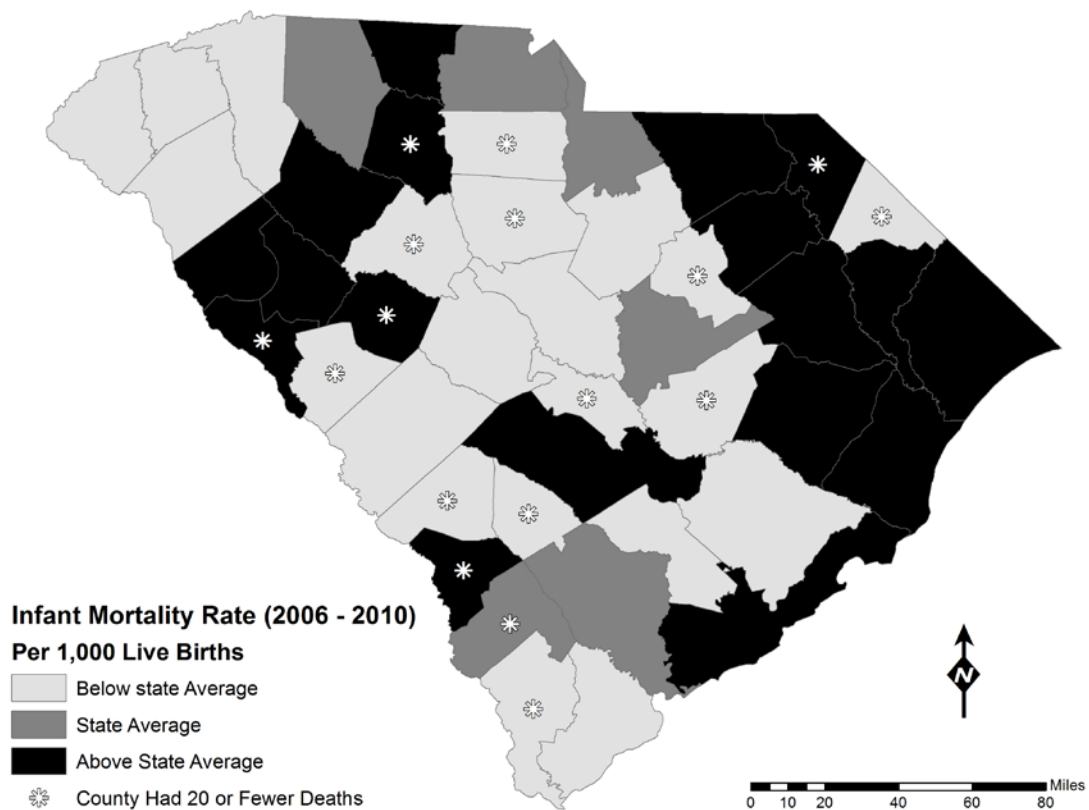 Infant Mortality Rate (2006 - 2010)
Per 1,000 Live Births
Below state Average
State Average
Above State Average
County Had 20 or Fewer Deaths
N
Miles
0 5 10 20 40 60 80